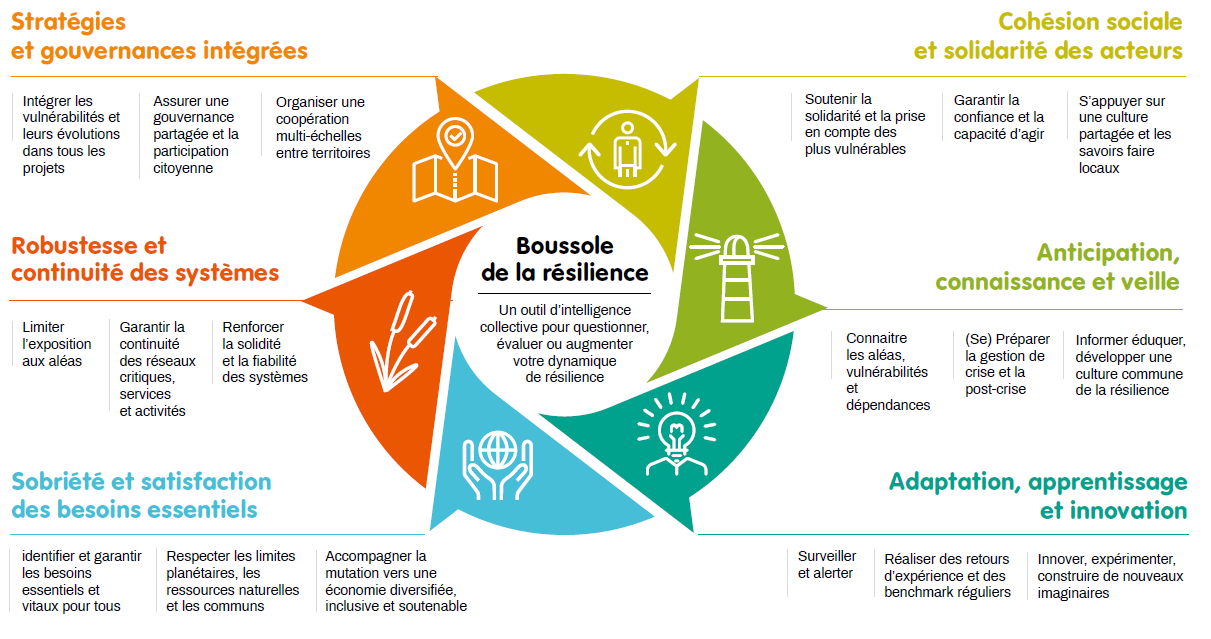 Stratégies
et gouvernances intégrées
Intégrer les
vulnérabilités et
leurs évolutions
dans tous les
projets
Assurer une
gouvernance
partagée et la
participation
citoyenne
Organiser une
coopération
multi-échelles
entre territoires
Cohésion sociale
et solidarité des acteurs
Soutenir la
solidarité et la prise
en compte des
plus vulnérables
Garantir la
confiance et la
capacité d’agir
S’appuyer sur
une culture
partagée et les
savoirs faire
locaux
Robustesse et
continuité des systèmes
Limiter
l’exposition
aux aléas
Garantir la
continuité
des réseaux
critiques,
services
et activités
Renforcer
la solidité
et la fiabilité
des systèmes
Boussole
de la résilience
Un outil d’intelligence
collective pour questionner,
évaluer ou augmenter
votre dynamique
de résilience
Anticipation,
connaissance et veille
Connaitre
les aléas,
vulnérabilités
et
dépendances
(Se) Préparer
la gestion de
crise et la
post-crise
Informer éduquer,
développer une
culture commune
de la résilience
Sobriété et satisfaction
des besoins essentiels
identifier et garantir
les besoins
essentiels et
vitaux pour tous
Respecter les limites
planétaires, les
ressources naturelles
et les communs
Accompagner la
mutation vers une
économie diversifiée,
inclusive et soutenable
Adaptation, apprentissage
et innovation
Surveiller
et alerter
Réaliser des retours
d’expérience et des
benchmark réguliers
Innover, expérimenter,
construire de nouveaux
imaginaires